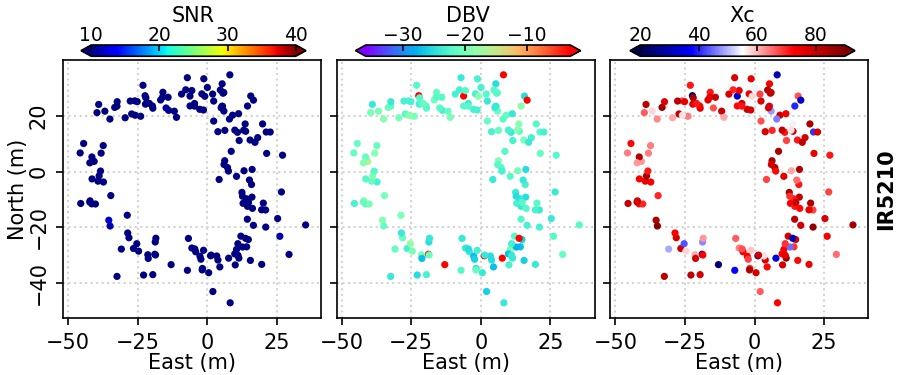 SNR DBV Xc
10 20 30 40 −30 −20 −10 20 40 60 80
North (m)
20
0
−20
−40
IR5210
−50 −25 0 25 −50 −25 0 25 −50 −25 0 25
East (m) East (m) East (m)